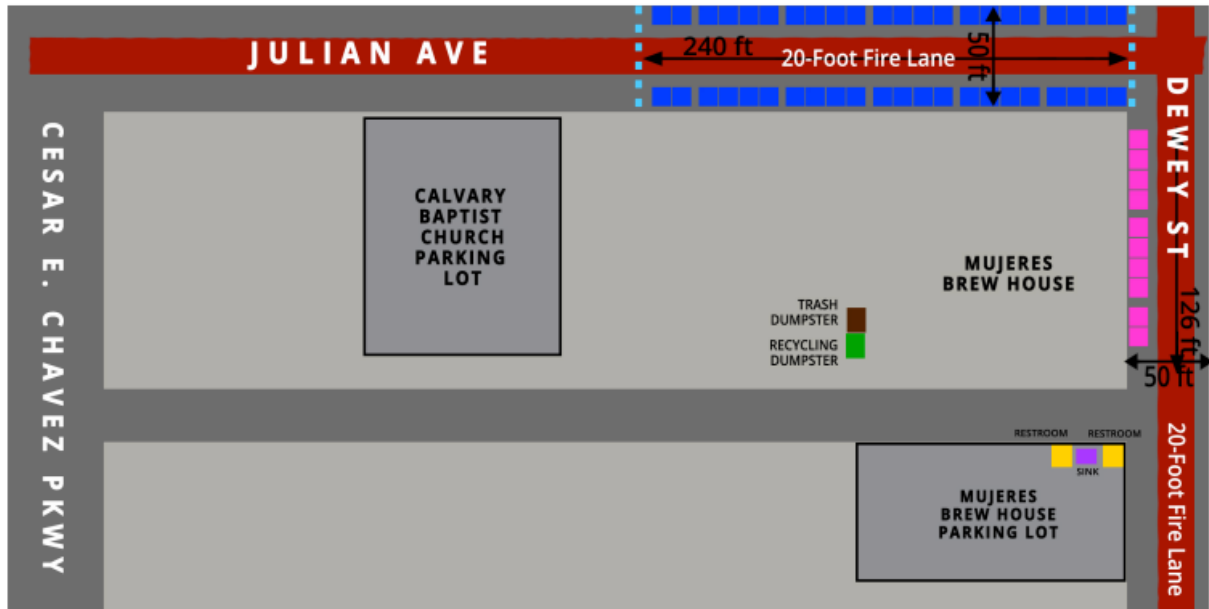 JULIAN AVE
240 ft
20-Foot Fire Lane
50 ft
DEWEY ST
CESAR E. CHAVEZ PKWY
CALVARY
BAPTIST
CHURCH
PARKING
LOT
MUJERES
BREW HOUSE
TRASH
DUMPSTER
RECYCLING
DUMPSTER
126 ft
50 ft
RESTROOM
RESTROOM
SINK
MUJERES
BREW HOUSE
PARKING LOT
20-Foot Fire Lane